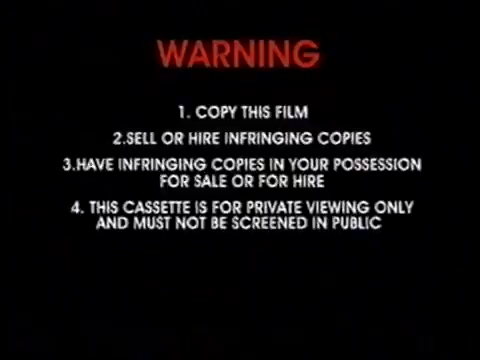 WARNING
1. COPY THIS FILM
2.SELL OR HIRE INFRINGING COPIES
3.HAVE INFRINGING COPIES IN YOUR POSSESSION
FOR SALE OR FOR HIRE
4. THIS CASSETTE IS FOR PRIVATE VIEWING ONLY
AND MUST NOT BE SCREENED IN PUBLIC